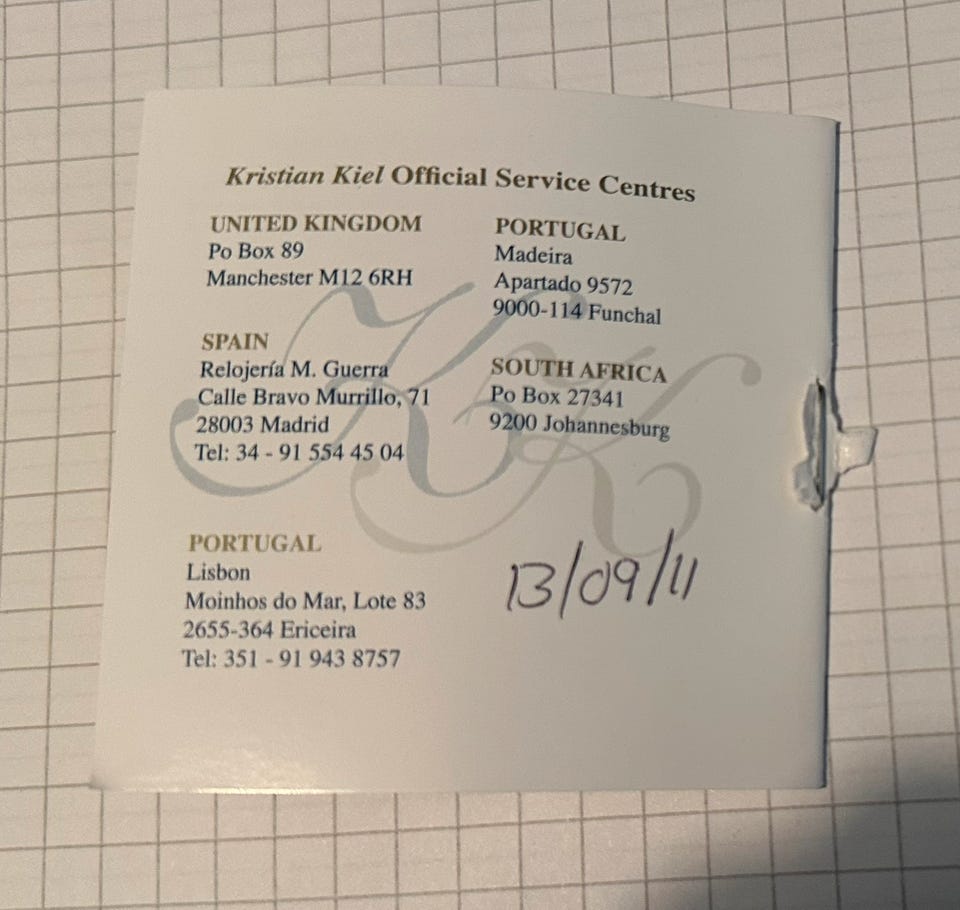 Kristian Kiel Official Service Centres
UNITED KINGDOM
Po Box 89
Manchester M12 6RH
SPAIN
Relojería M. Guerra
Calle Bravo Murrillo, 71
28003 Madrid
Tel: 34 - 91 554 45 04
PORTUGAL
Lisbon
Moinhos do Mar, Lote 83
2655-364 Ericeira
Tel: 351 - 91 943 8757
PORTUGAL
Madeira
Apartado 9572
9000-114 Funchal
SOUTH AFRICA
Po Box 27341
9200 Johannesburg
13/09/11
KK